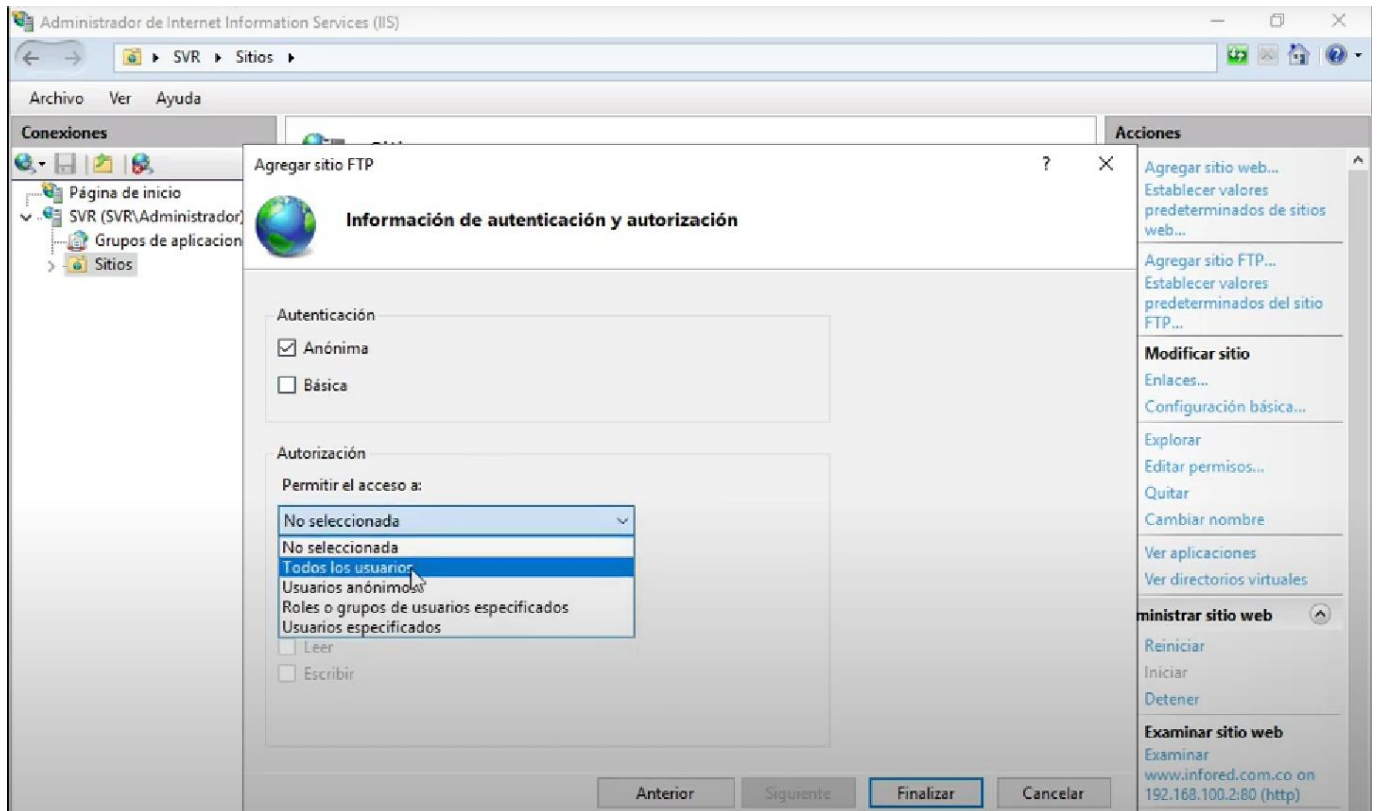 Administrador de Internet Information Services (IIS)
SVR
Sitios
Archivo Ver Ayuda
Conexiones
Página de inicio
SVR (SVR\Administrador)
Grupos de aplicacion
Sitios
Agregar sitio FTP
?
Información de autenticación y autorización
Autenticación
Anónima
Básica
Autorización
Permitir el acceso a:
No seleccionada
No seleccionada
Todos los usuarios
Usuarios anónimos
Roles o grupos de usuarios especificados
Usuarios especificados
Leer
Escribir
Anterior
Siguiente
Finalizar
Cancelar
Acciones
Agregar sitio web...
Establecer valores
predeterminados de sitios
web...
Agregar sitio FTP...
Establecer valores
predeterminados del sitio
FTP...
Modificar sitio
Enlaces...
Configuración básica...
Explorar
Editar permisos...
Quitar
Cambiar nombre
Ver aplicaciones
Ver directorios virtuales
ministrar sitio web
Reiniciar
Iniciar
Detener
Examinar sitio web
Examinar
www.infored.com.co on
192.168.100.2:80 (http)